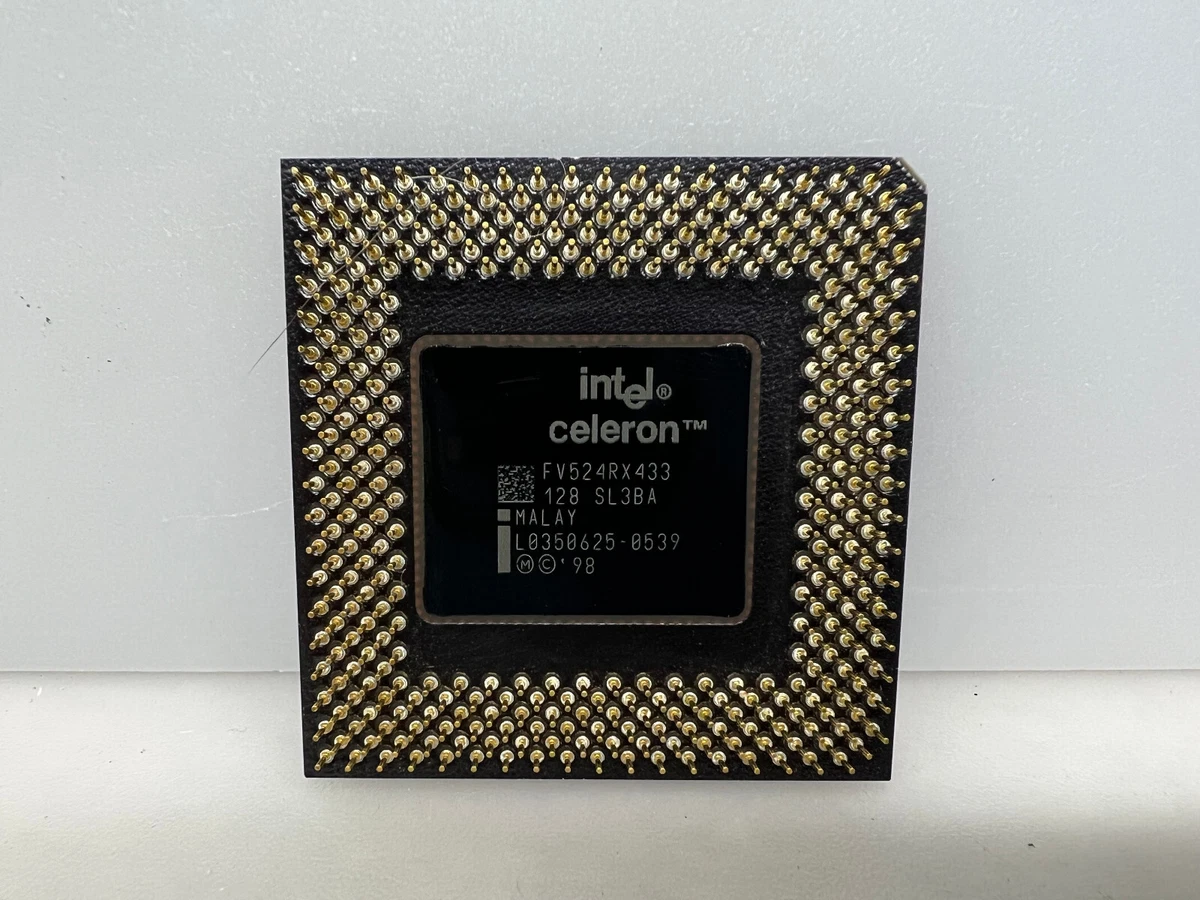 intel®
celeron™
FV524RX433
128 SL3BA
MALAY
L0350625-0539
Ⓜ©'98